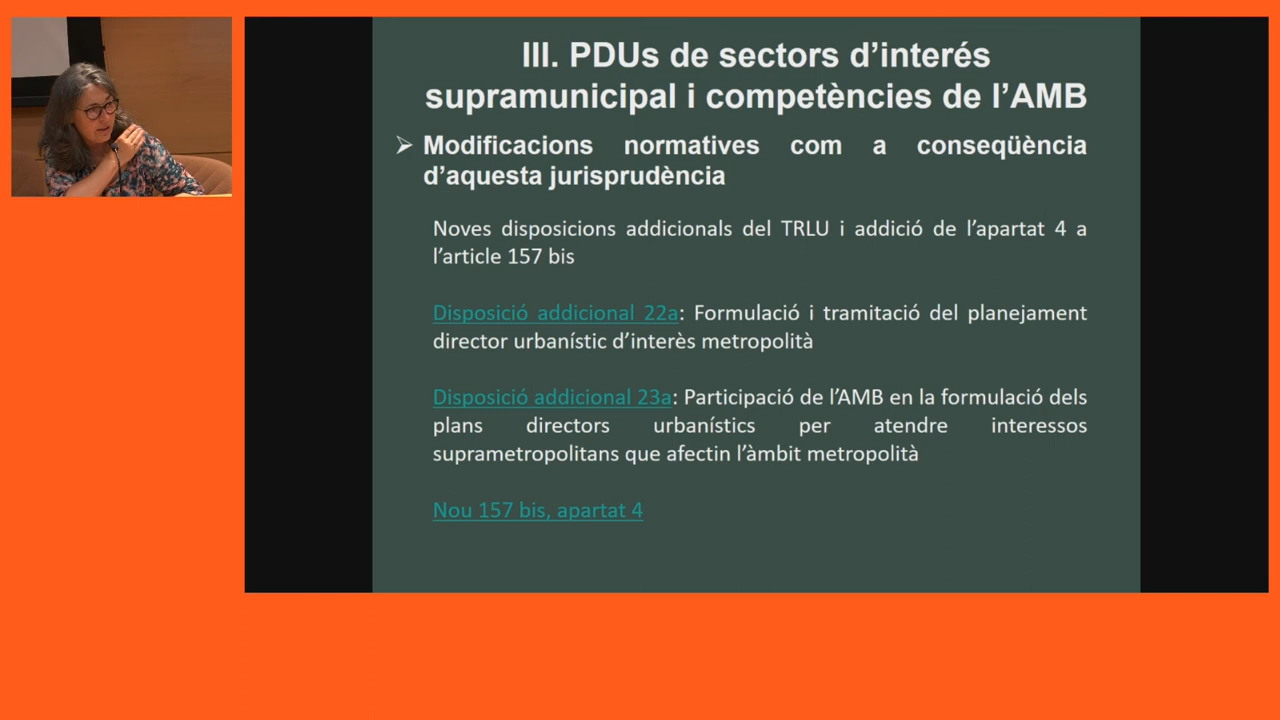 III. PDUs de sectors d’interés
supramunicipal i competències de l’AMB
Modificacions normatives com a conseqüència
d’aquesta jurisprudència
Noves disposicions addicionals del TRLU i addició de l’apartat 4 a
l’article 157 bis
Disposició addicional 22a: Formulació i tramitació del planejament
director urbanístic d’interès metropolità
Disposició addicional 23a: Participació de l’AMB en la formulació dels
plans directors urbanístics per atendre interessos
suprametropolitans que afectin l’àmbit metropolità
Nou 157 bis, apartat 4